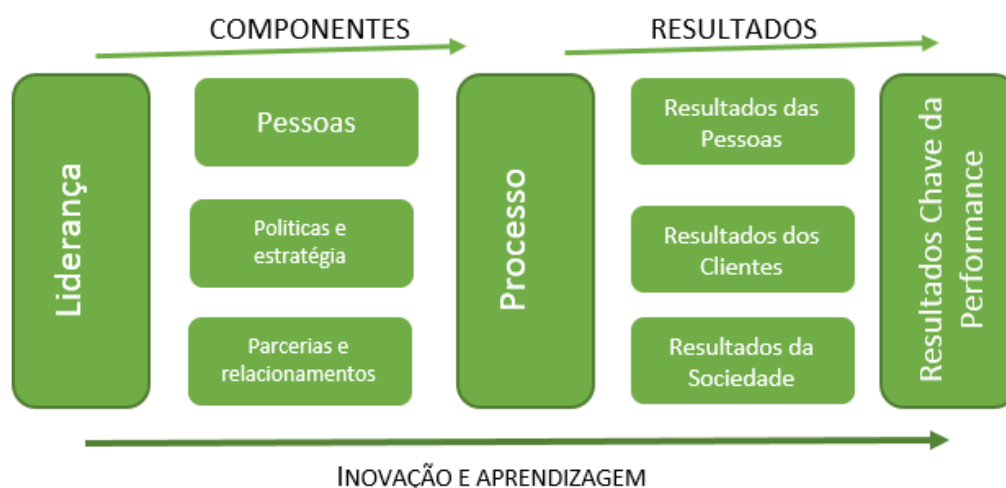 COMPONENTES
RESULTADOS
Liderança
Pessoas
Politicas e
estratégia
Parcerias e
relacionamentos
Processo
Resultados das
Pessoas
Resultados dos
Clientes
Resultados da
Sociedade
Resultados Chave da
Performance
INOVAÇÃO E APRENDIZAGEM